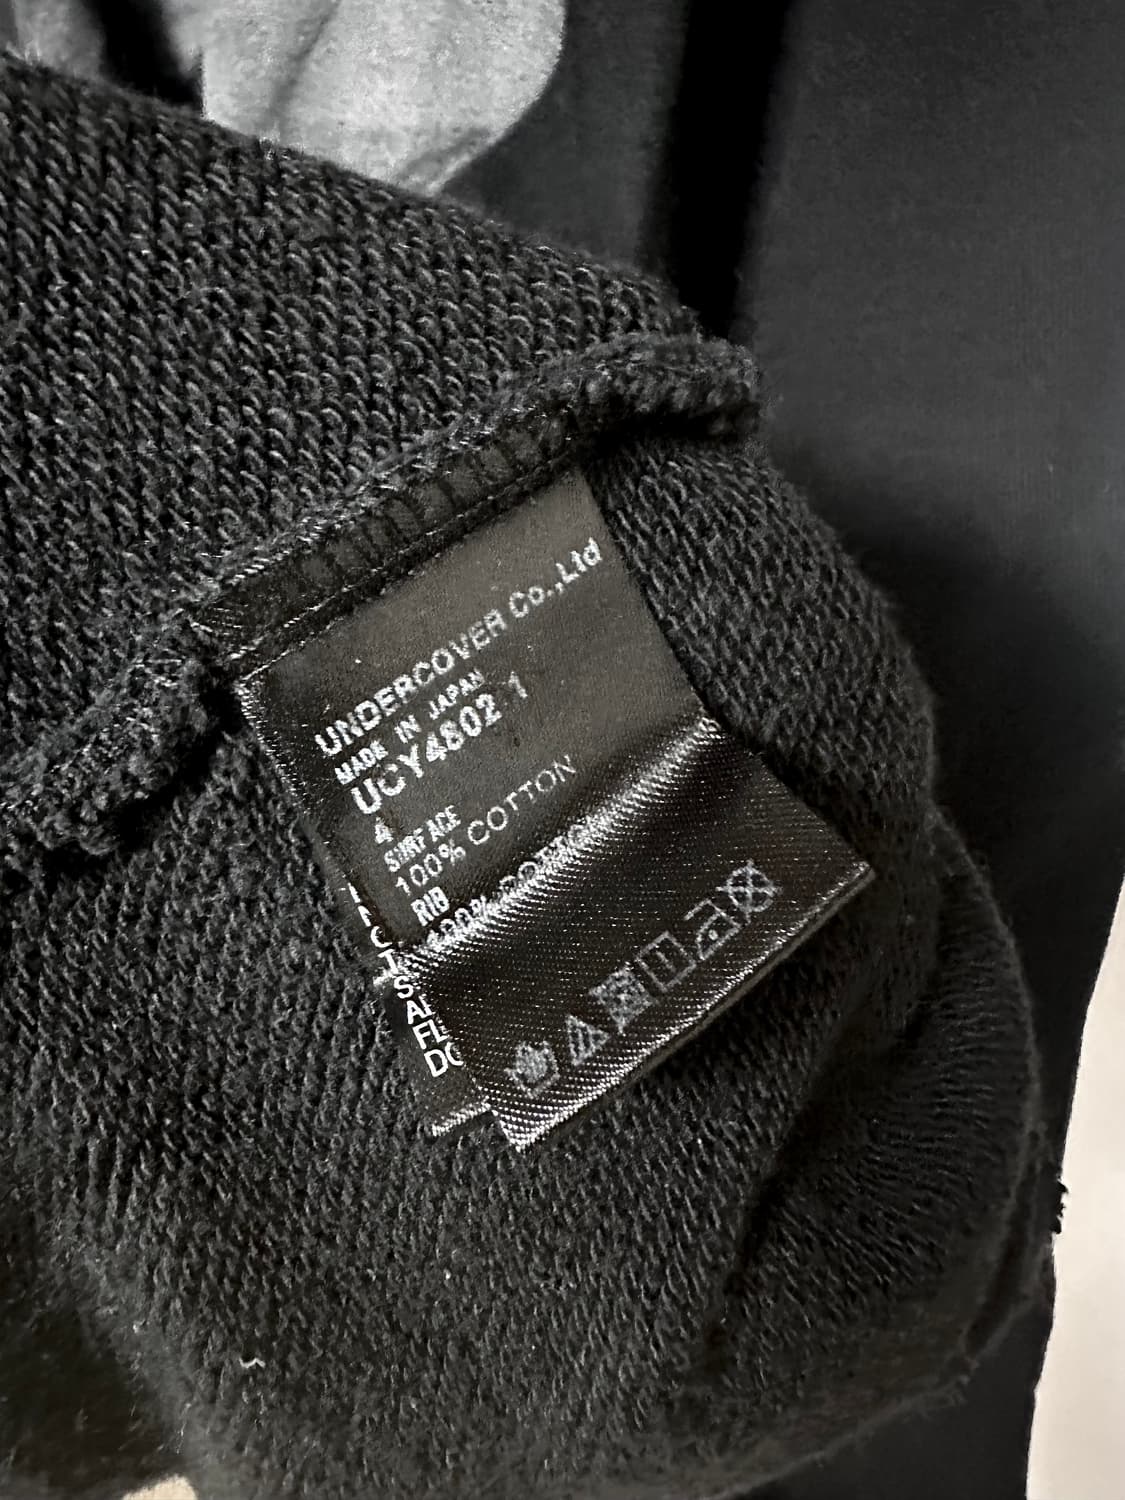 UNDERCOVER Co.,Ltd
MADE IN JAPAN
UCY4802 1
4
SURFACE
100% COTTON
RIB